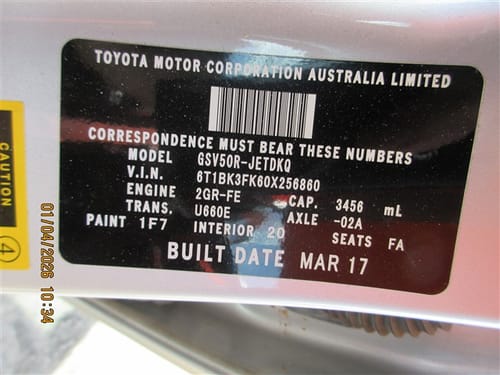 TOYOTA MOTOR CORPORATION AUSTRALIA LIMITED
CORRESPONDENCE MUST BEAR THESE NUMBERS
MODEL GSV50R-JETDKQ
V.I.N. 6T1BK3FK60X256860
ENGINE 2GR-FE CAP. 3456 mL
TRANS. U660E AXLE -02A
PAINT 1F7 INTERIOR 20 SEATS FA
BUILT DATE MAR 17
CAUTION
4
01/04/2026 10:34